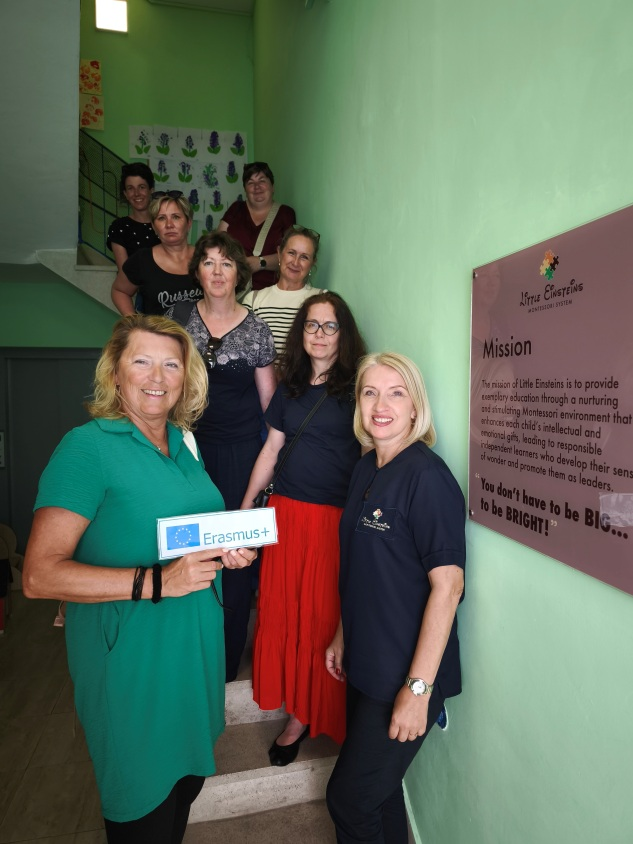 Little Einsteins
MONTESSORI SYSTEM
Mission
The mission of Little Einsteins is to provide
exemplary education through a nurturing
and stimulating Montessori environment that
enhances each child's intellectual and
emotional gifts, leading to responsible
independent learners who develop their sens
of wonder and promote them as leaders.
"You don't have to be BIG...
to be BRIGHT!"
Russell
Little Einsteins
MONTESSORI SYSTEM
Erasmus+